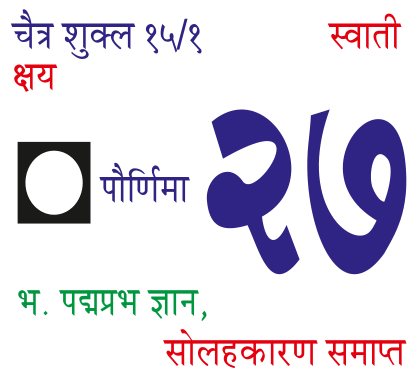 चैत्र शुक्ल १५/१ स्वाती
क्षय
पौर्णिमा २७
भ. पद्मप्रभ ज्ञान,
सोलहकारण समाप्त